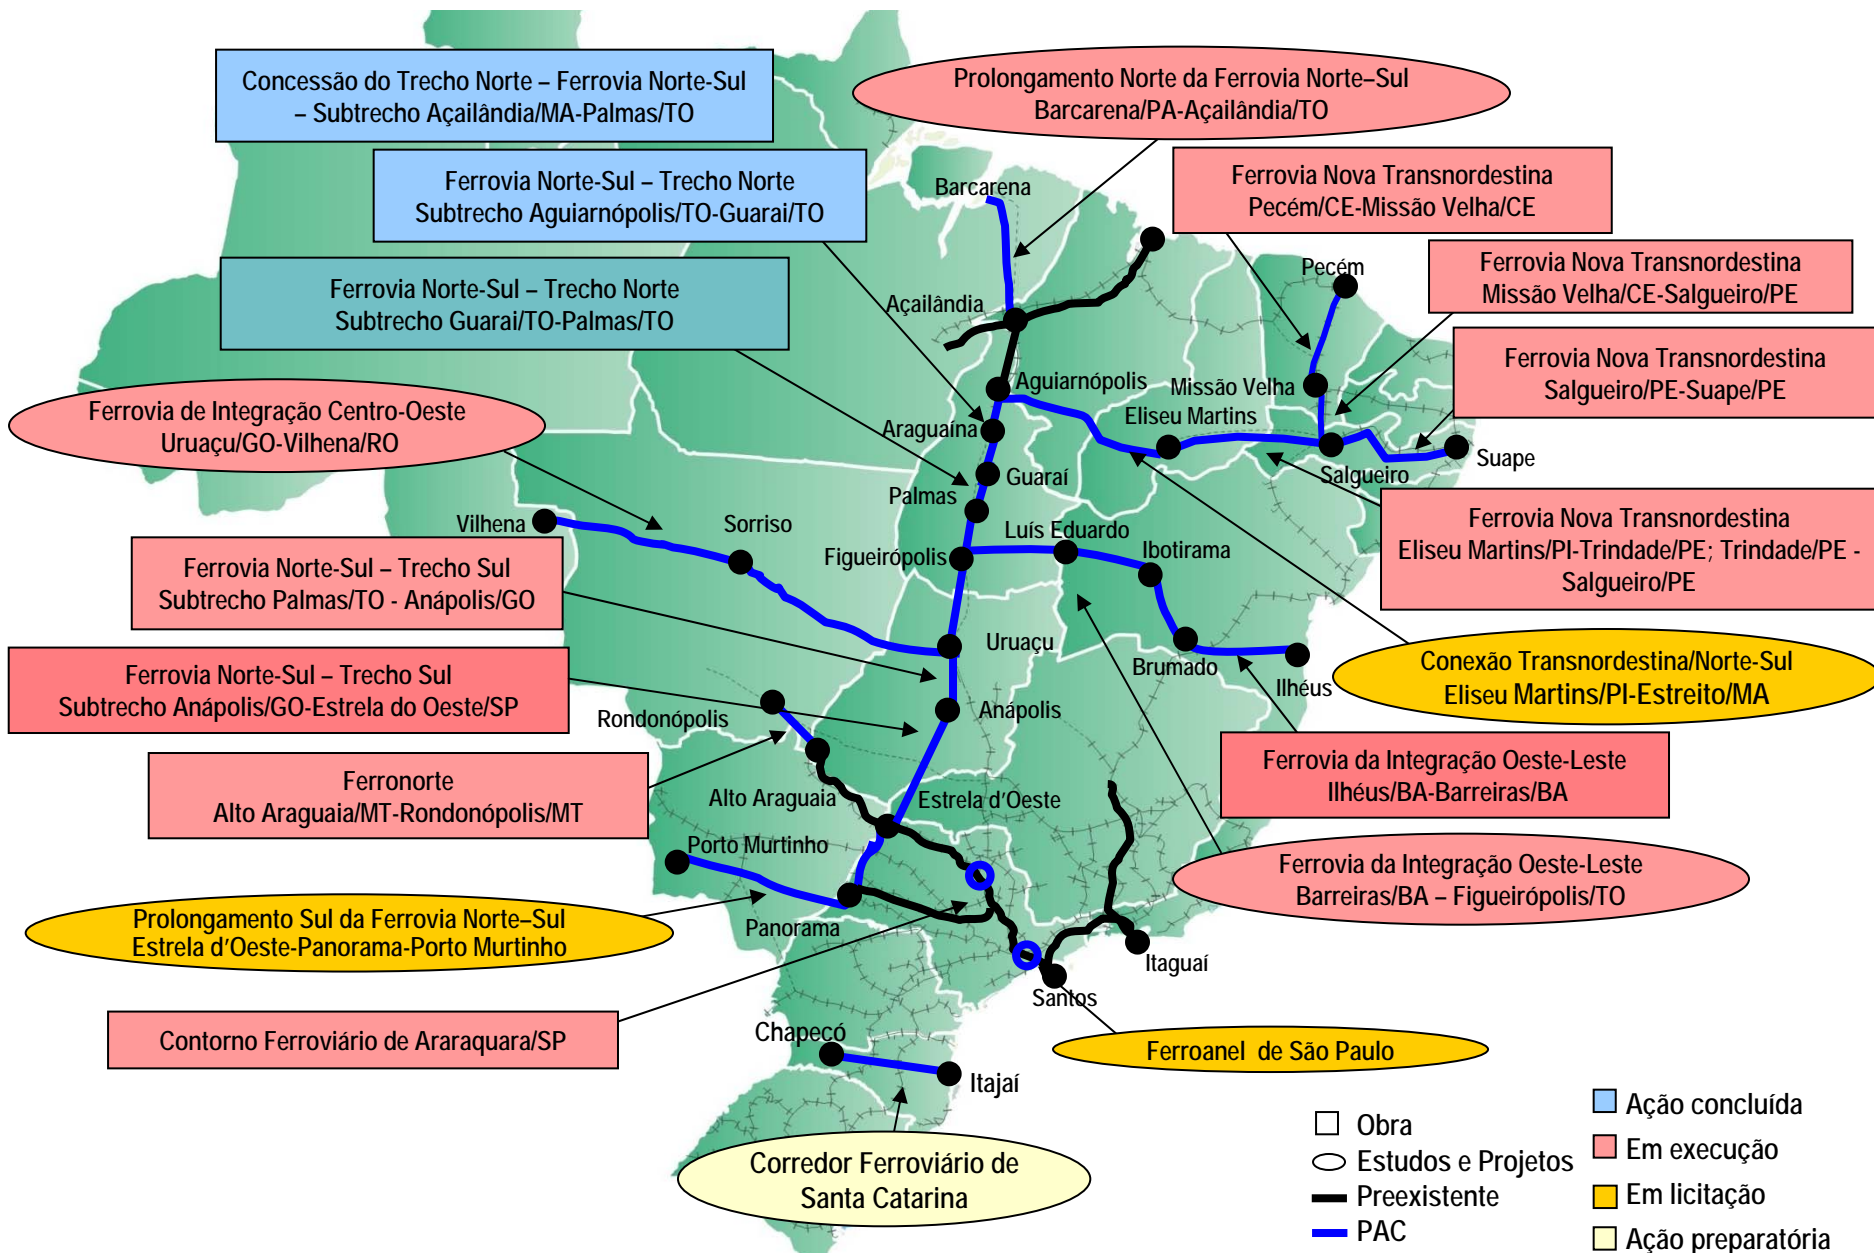 Concessão do Trecho Norte – Ferrovia Norte-Sul
– Subtrecho Açailândia/MA-Palmas/TO
Prolongamento Norte da Ferrovia Norte–Sul
Barcarena/PA-Açailândia/TO
Ferrovia Norte-Sul – Trecho Norte
Subtrecho Aguiarnópolis/TO-Guarai/TO
Barcarena
Ferrovia Nova Transnordestina
Pecém/CE-Missão Velha/CE
Ferrovia Norte-Sul – Trecho Norte
Subtrecho Guarai/TO-Palmas/TO
Pecém
Ferrovia Nova Transnordestina
Missão Velha/CE-Salgueiro/PE
Açailândia
Ferrovia Nova Transnordestina
Salgueiro/PE-Suape/PE
Aguiarnópolis
Missão Velha
Eliseu Martins
Ferrovia de Integração Centro-Oeste
Uruaçu/GO-Vilhena/RO
Araguaína
Suape
Salgueiro
Guaraí
Palmas
Ferrovia Nova Transnordestina
Eliseu Martins/PI-Trindade/PE; Trindade/PE -
Salgueiro/PE
Vilhena
Sorriso
Luís Eduardo
Ibotirama
Figueirópolis
Ferrovia Norte-Sul – Trecho Sul
Subtrecho Palmas/TO - Anápolis/GO
Uruaçu
Brumado
Ilhéus
Conexão Transnordestina/Norte-Sul
Eliseu Martins/PI-Estreito/MA
Ferrovia Norte-Sul – Trecho Sul
Subtrecho Anápolis/GO-Estrela do Oeste/SP
Rondonópolis
Anápolis
Ferrovia da Integração Oeste-Leste
Ilhéus/BA-Barreiras/BA
Ferronorte
Alto Araguaia/MT-Rondonópolis/MT
Alto Araguaia
Estrela d'Oeste
Porto Murtinho
Ferrovia da Integração Oeste-Leste
Barreiras/BA – Figueirópolis/TO
Prolongamento Sul da Ferrovia Norte–Sul
Estrela d'Oeste-Panorama-Porto Murtinho
Panorama
Itaguaí
Santos
Contorno Ferroviário de Araraquara/SP
Chapecó
Ferroanel de São Paulo
Itajaí
Corredor Ferroviário de
Santa Catarina
Obra
Estudos e Projetos
Preexistente
PAC
Ação concluída
Em execução
Em licitação
Ação preparatória